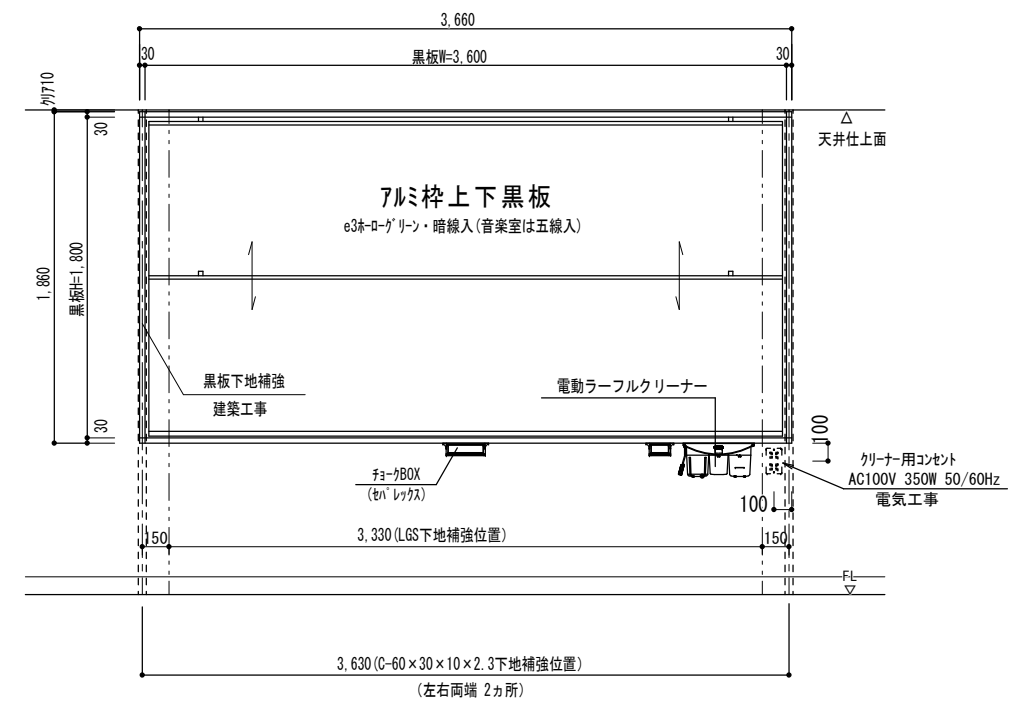 3,660
30
黒板W=3,600
30
ｸﾘｱ10
30
天井仕上面
ｱﾙﾐ枠上下黒板
e3ﾎｰﾛｰｸﾞﾘｰﾝ・暗線入(音楽室は五線入)
1,860
黒板H=1,800
黒板下地補強
建築工事
電動ラーフルクリーナー
30
100
ﾁｮｰｸBOX
(ｾﾊﾟﾚｯｸｽ)
ｸﾘｰﾅｰ用ｺﾝｾﾝﾄ
AC100V 350W 50/60Hz
電気工事
100
150
3,330(LGS下地補強位置)
150
FL
3,630(C-60×30×10×2.3下地補強位置)
(左右両端 2ヵ所)